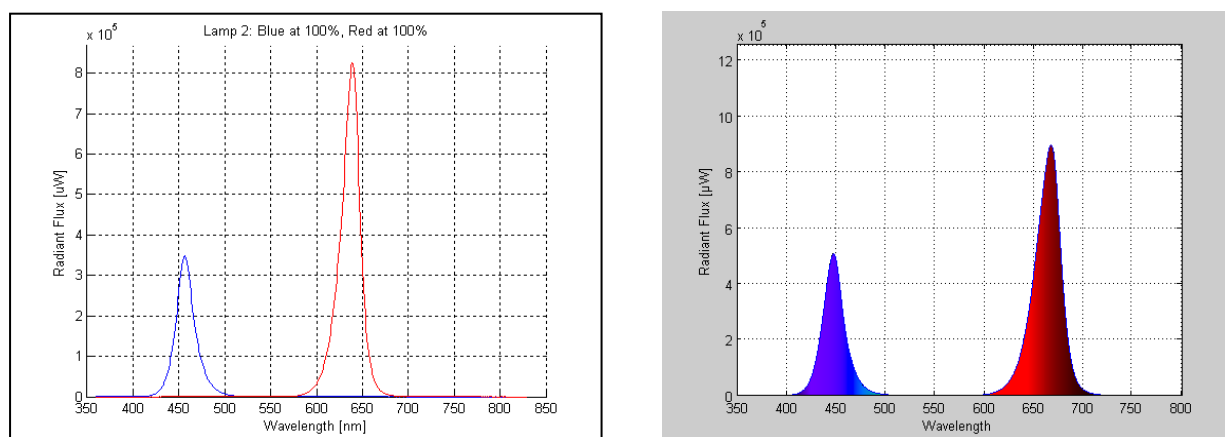 Lamp 2: Blue at 100%, Red at 100%
x 10^5
8
7
6
5
4
3
2
1
0
Radiant Flux [uW]
350 400 450 500 550 600 650 700 750 800 850
Wavelength [nm]
x 10^5
12
10
8
6
4
2
0
Radiant Flux [µW]
350 400 450 500 550 600 650 700 750 800
Wavelength